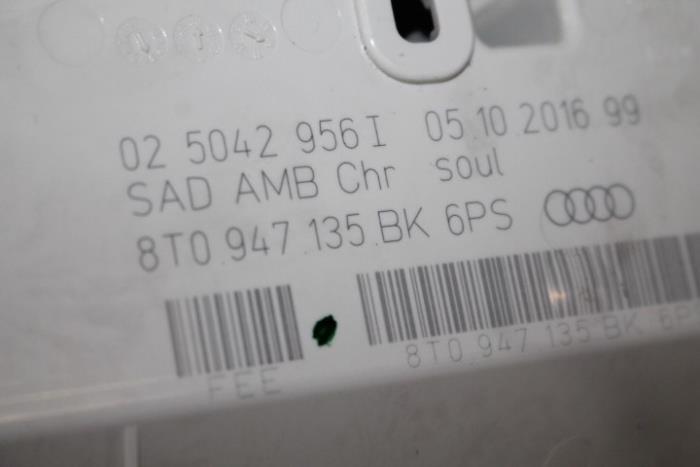 02 5042 956I 05.10.2016 99
SAD AMB Chr soul
8T0.947.135.BK 6PS
8T0.947.135.BK.6P
FEE